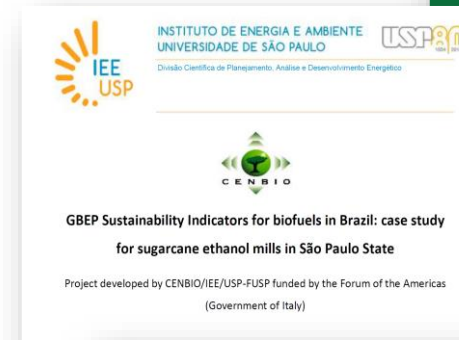 INSTITUTO DE ENERGIA E AMBIENTE
UNIVERSIDADE DE SÃO PAULO
Divisão Científica de Planejamento, Análise e Desenvolvimento Energético
IEE
USP
USP80
CENBIO
GBEP Sustainability Indicators for biofuels in Brazil: case study
for sugarcane ethanol mills in São Paulo State
Project developed by CENBIO/IEE/USP-FUSP funded by the Forum of the Americas
(Government of Italy)